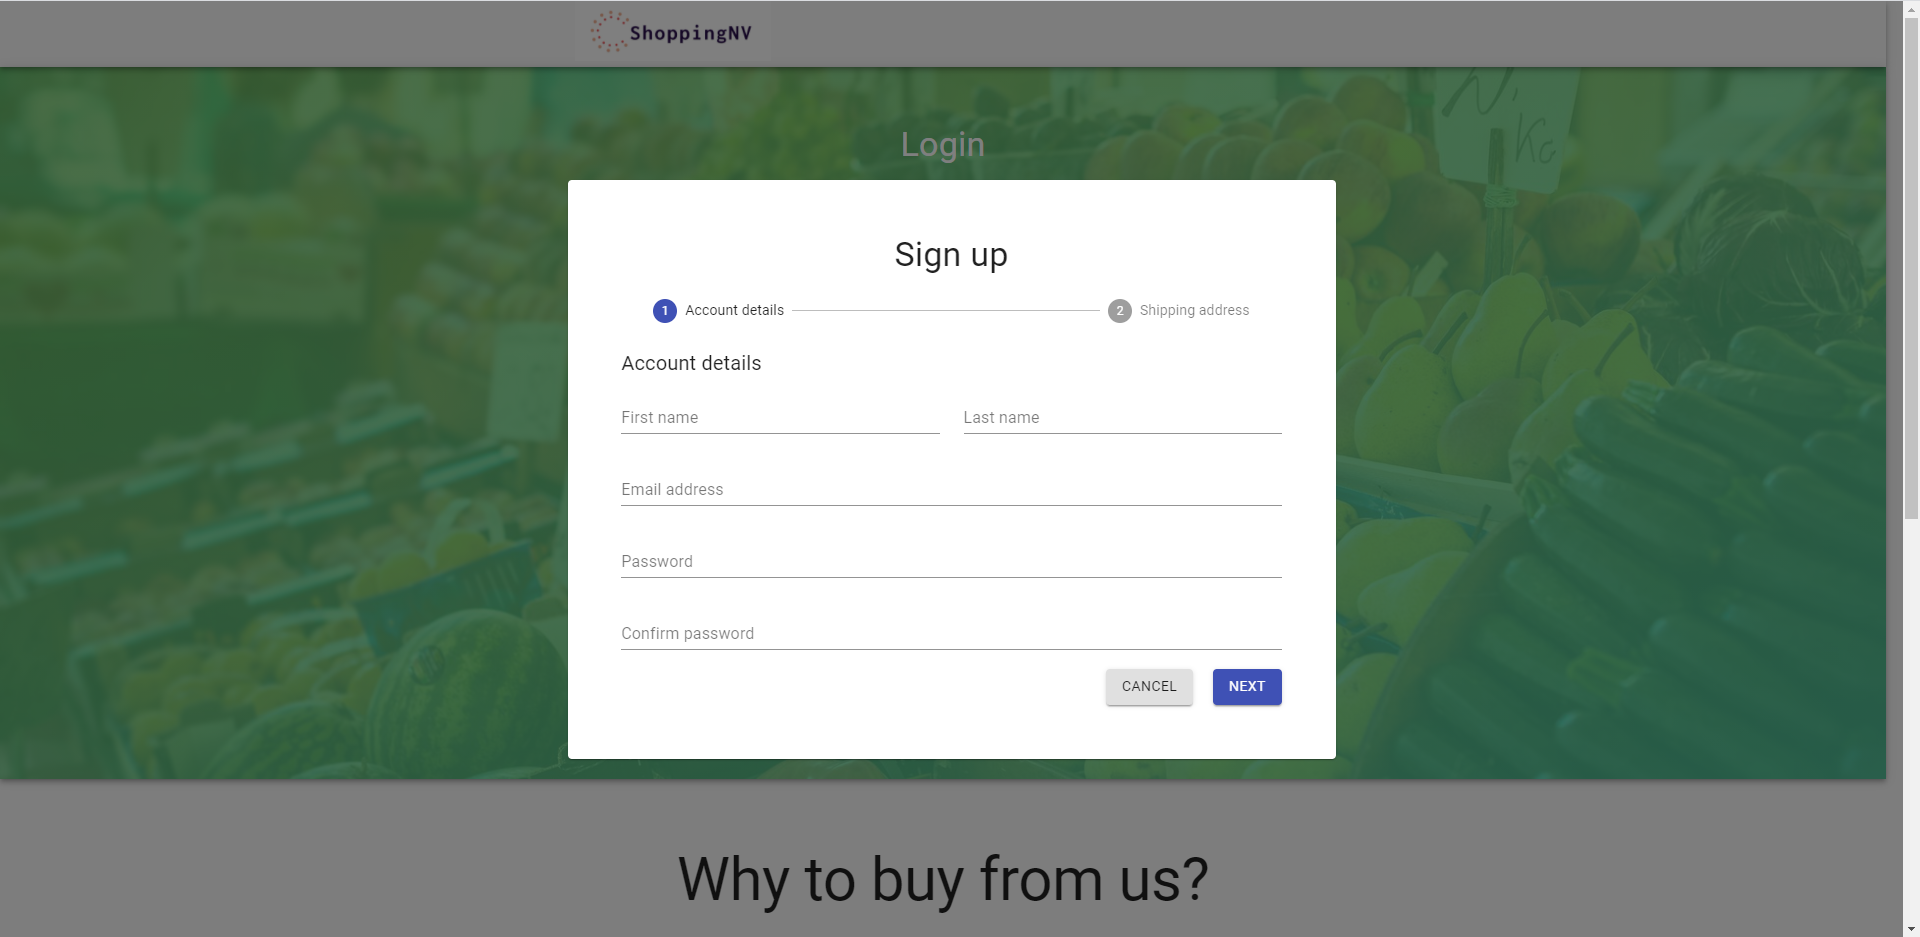 ShoppingNV
Login
Sign up
1 Account details
2 Shipping address
Account details
First name
Last name
Email address
Password
Confirm password
CANCEL
NEXT
Why to buy from us?